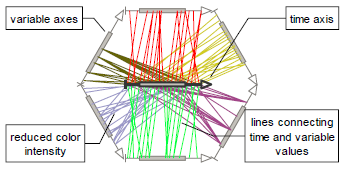 variable axes
time axis
reduced color
intensity
lines connecting
time and variable
values